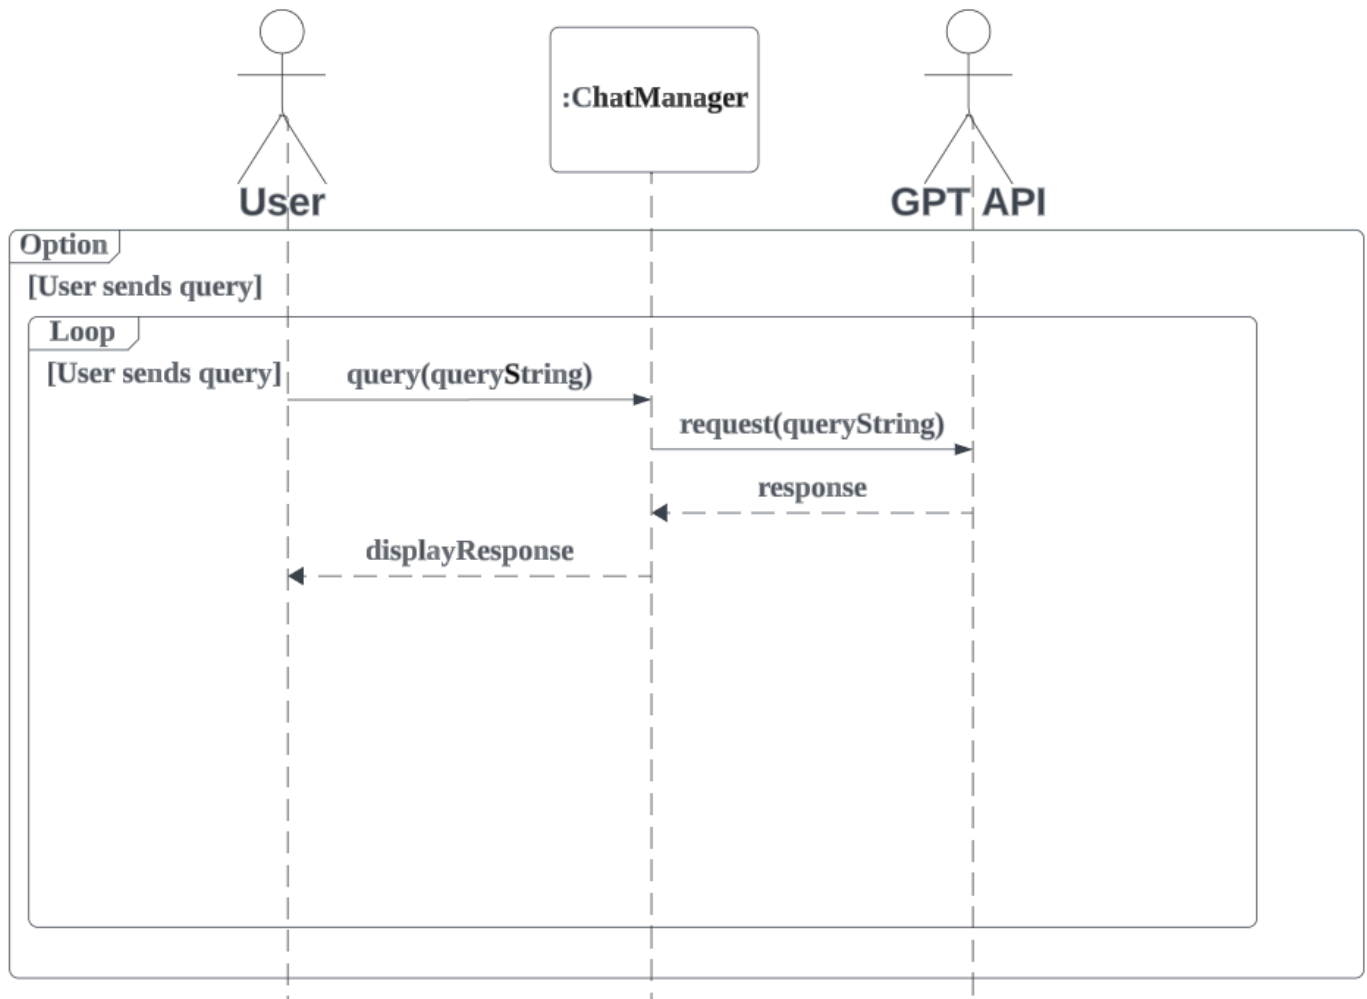 :ChatManager
User
GPT API
Option
[User sends query]
Loop
[User sends query]
query(queryString)
request(queryString)
response
displayResponse